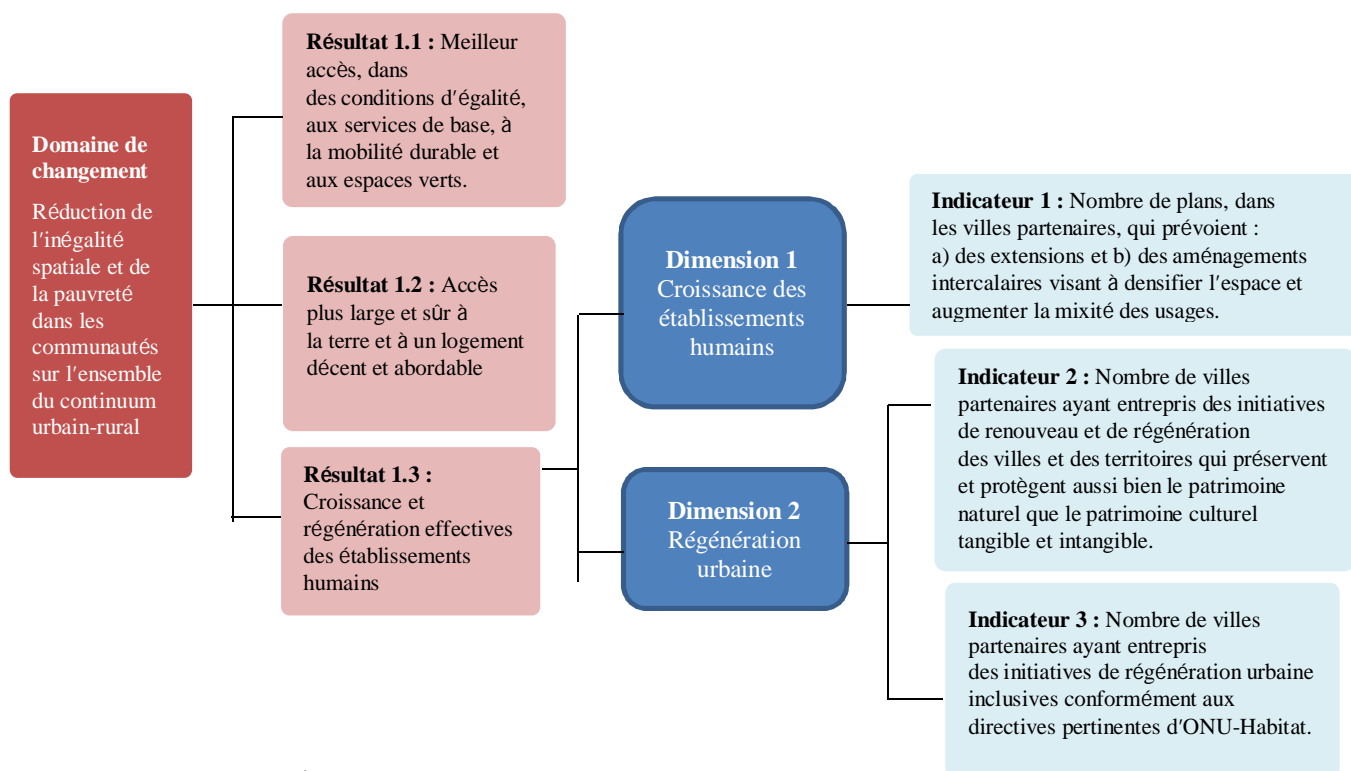 Domaine de
changement
Réduction de
l'inégalité
spatiale et de
la pauvreté
dans les
communautés
sur l'ensemble
du continuum
urbain-rural
Résultat 1.1 : Meilleur
accès, dans
des conditions d'égalité,
aux services de base, à
la mobilité durable et
aux espaces verts.
Résultat 1.2 : Accès
plus large et sûr à
la terre et à un logement
décent et abordable
Résultat 1.3 :
Croissance et
régénération effectives
des établissements
humains
Dimension 1
Croissance des
établissements
humains
Dimension 2
Régénération
urbaine
Indicateur 1 : Nombre de plans, dans
les villes partenaires, qui prévoient :
a) des extensions et b) des aménagements
intercalaires visant à densifier l'espace et
augmenter la mixité des usages.
Indicateur 2 : Nombre de villes
partenaires ayant entrepris des initiatives
de renouveau et de régénération
des villes et des territoires qui préservent
et protègent aussi bien le patrimoine
naturel que le patrimoine culturel
tangible et intangible.
Indicateur 3 : Nombre de villes
partenaires ayant entrepris
des initiatives de régénération urbaine
inclusives conformément aux
directives pertinentes d'ONU-Habitat.